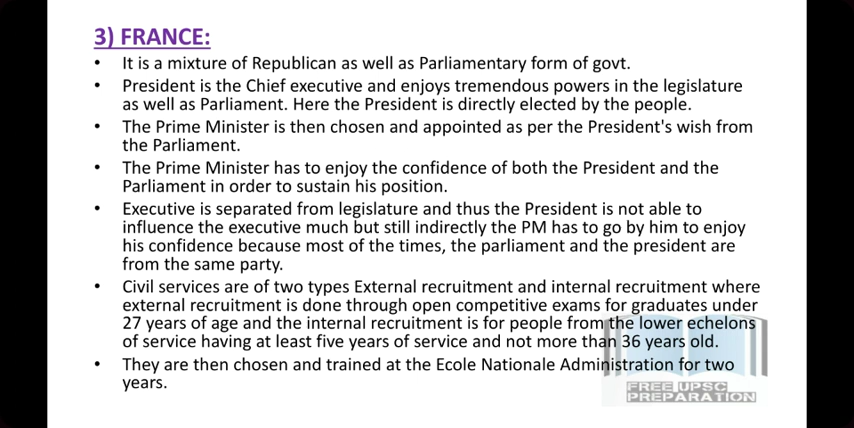 3) FRANCE:
• It is a mixture of Republican as well as Parliamentary form of govt.
• President is the Chief executive and enjoys tremendous powers in the legislature
as well as Parliament. Here the President is directly elected by the people.
• The Prime Minister is then chosen and appointed as per the President's wish from
the Parliament.
• The Prime Minister has to enjoy the confidence of both the President and the
Parliament in order to sustain his position.
• Executive is separated from legislature and thus the President is not able to
influence the executive much but still indirectly the PM has to go by him to enjoy
his confidence because most of the times, the parliament and the president are
from the same party.
• Civil services are of two types External recruitment and internal recruitment where
external recruitment is done through open competitive exams for graduates under
27 years of age and the internal recruitment is for people from the lower echelons
of service having at least five years of service and not more than 36 years old.
• They are then chosen and trained at the Ecole Nationale Administration for two
years.
FREE UPSC
PREPARATION